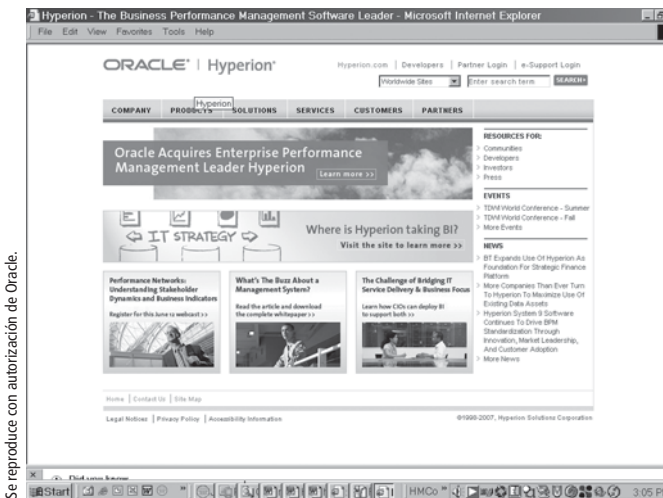 Hyperion - The Business Performance Management Software Leader - Microsoft Internet Explorer
File Edit View Favorites Tools Help
ORACLE | Hyperion
Hyperion.com | Developers | Partner Login | e-Support Login
Worldwide Sites
Enter search term
SEARCH
COMPANY PRODUCTS SOLUTIONS SERVICES CUSTOMERS PARTNERS
Hyperion
Oracle Acquires Enterprise Performance
Management Leader Hyperion
Learn more >>
IT STRATEGY
Where is Hyperion taking BI?
Visit the site to learn more >>
Performance Networks:
Understanding Stakeholder
Dynamics and Business Indicators
Register for this June 12 webcast >>
What's The Buzz About a
Management System?
Read the article and download
the complete whitepaper >>
The Challenge of Bridging IT
Service Delivery & Business Focus
Learn how CIOs can deploy BI
to support both >>
RESOURCES FOR:
> Communities
> Developers
> Investors
> Press
EVENTS
> TDWI World Conference - Summer
> TDWI World Conference - Fall
> More Events
NEWS
> BT Expands Use Of Hyperion As
Foundation For Strategic Finance
Platform
> More Companies Than Ever Turn
To Hyperion To Maximize Use Of
Existing Data Assets
> Hyperion System 9 Software
Continues To Drive BPM
Standardization Through
Innovation, Market Leadership,
And Customer Adoption
> More News
Home | Contact Us | Site Map
Legal Notices | Privacy Policy | Accessibility Information
©1998-2007, Hyperion Solutions Corporation
Did you know
Start
HMCo
3:05 PM
Se reproduce con autorización de Oracle.